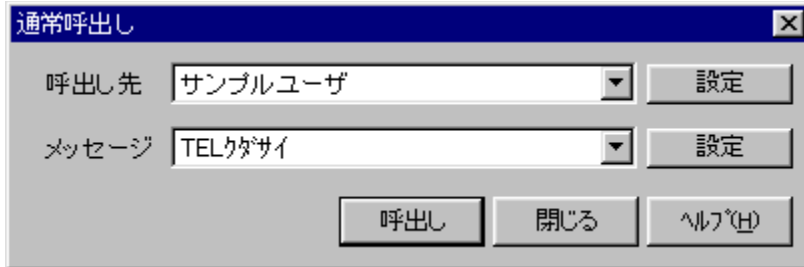 通常呼出し
呼出し先 サンプルユーザ 設定
メッセージ TELクダサイ 設定
呼出し 閉じる ヘルプ(H)